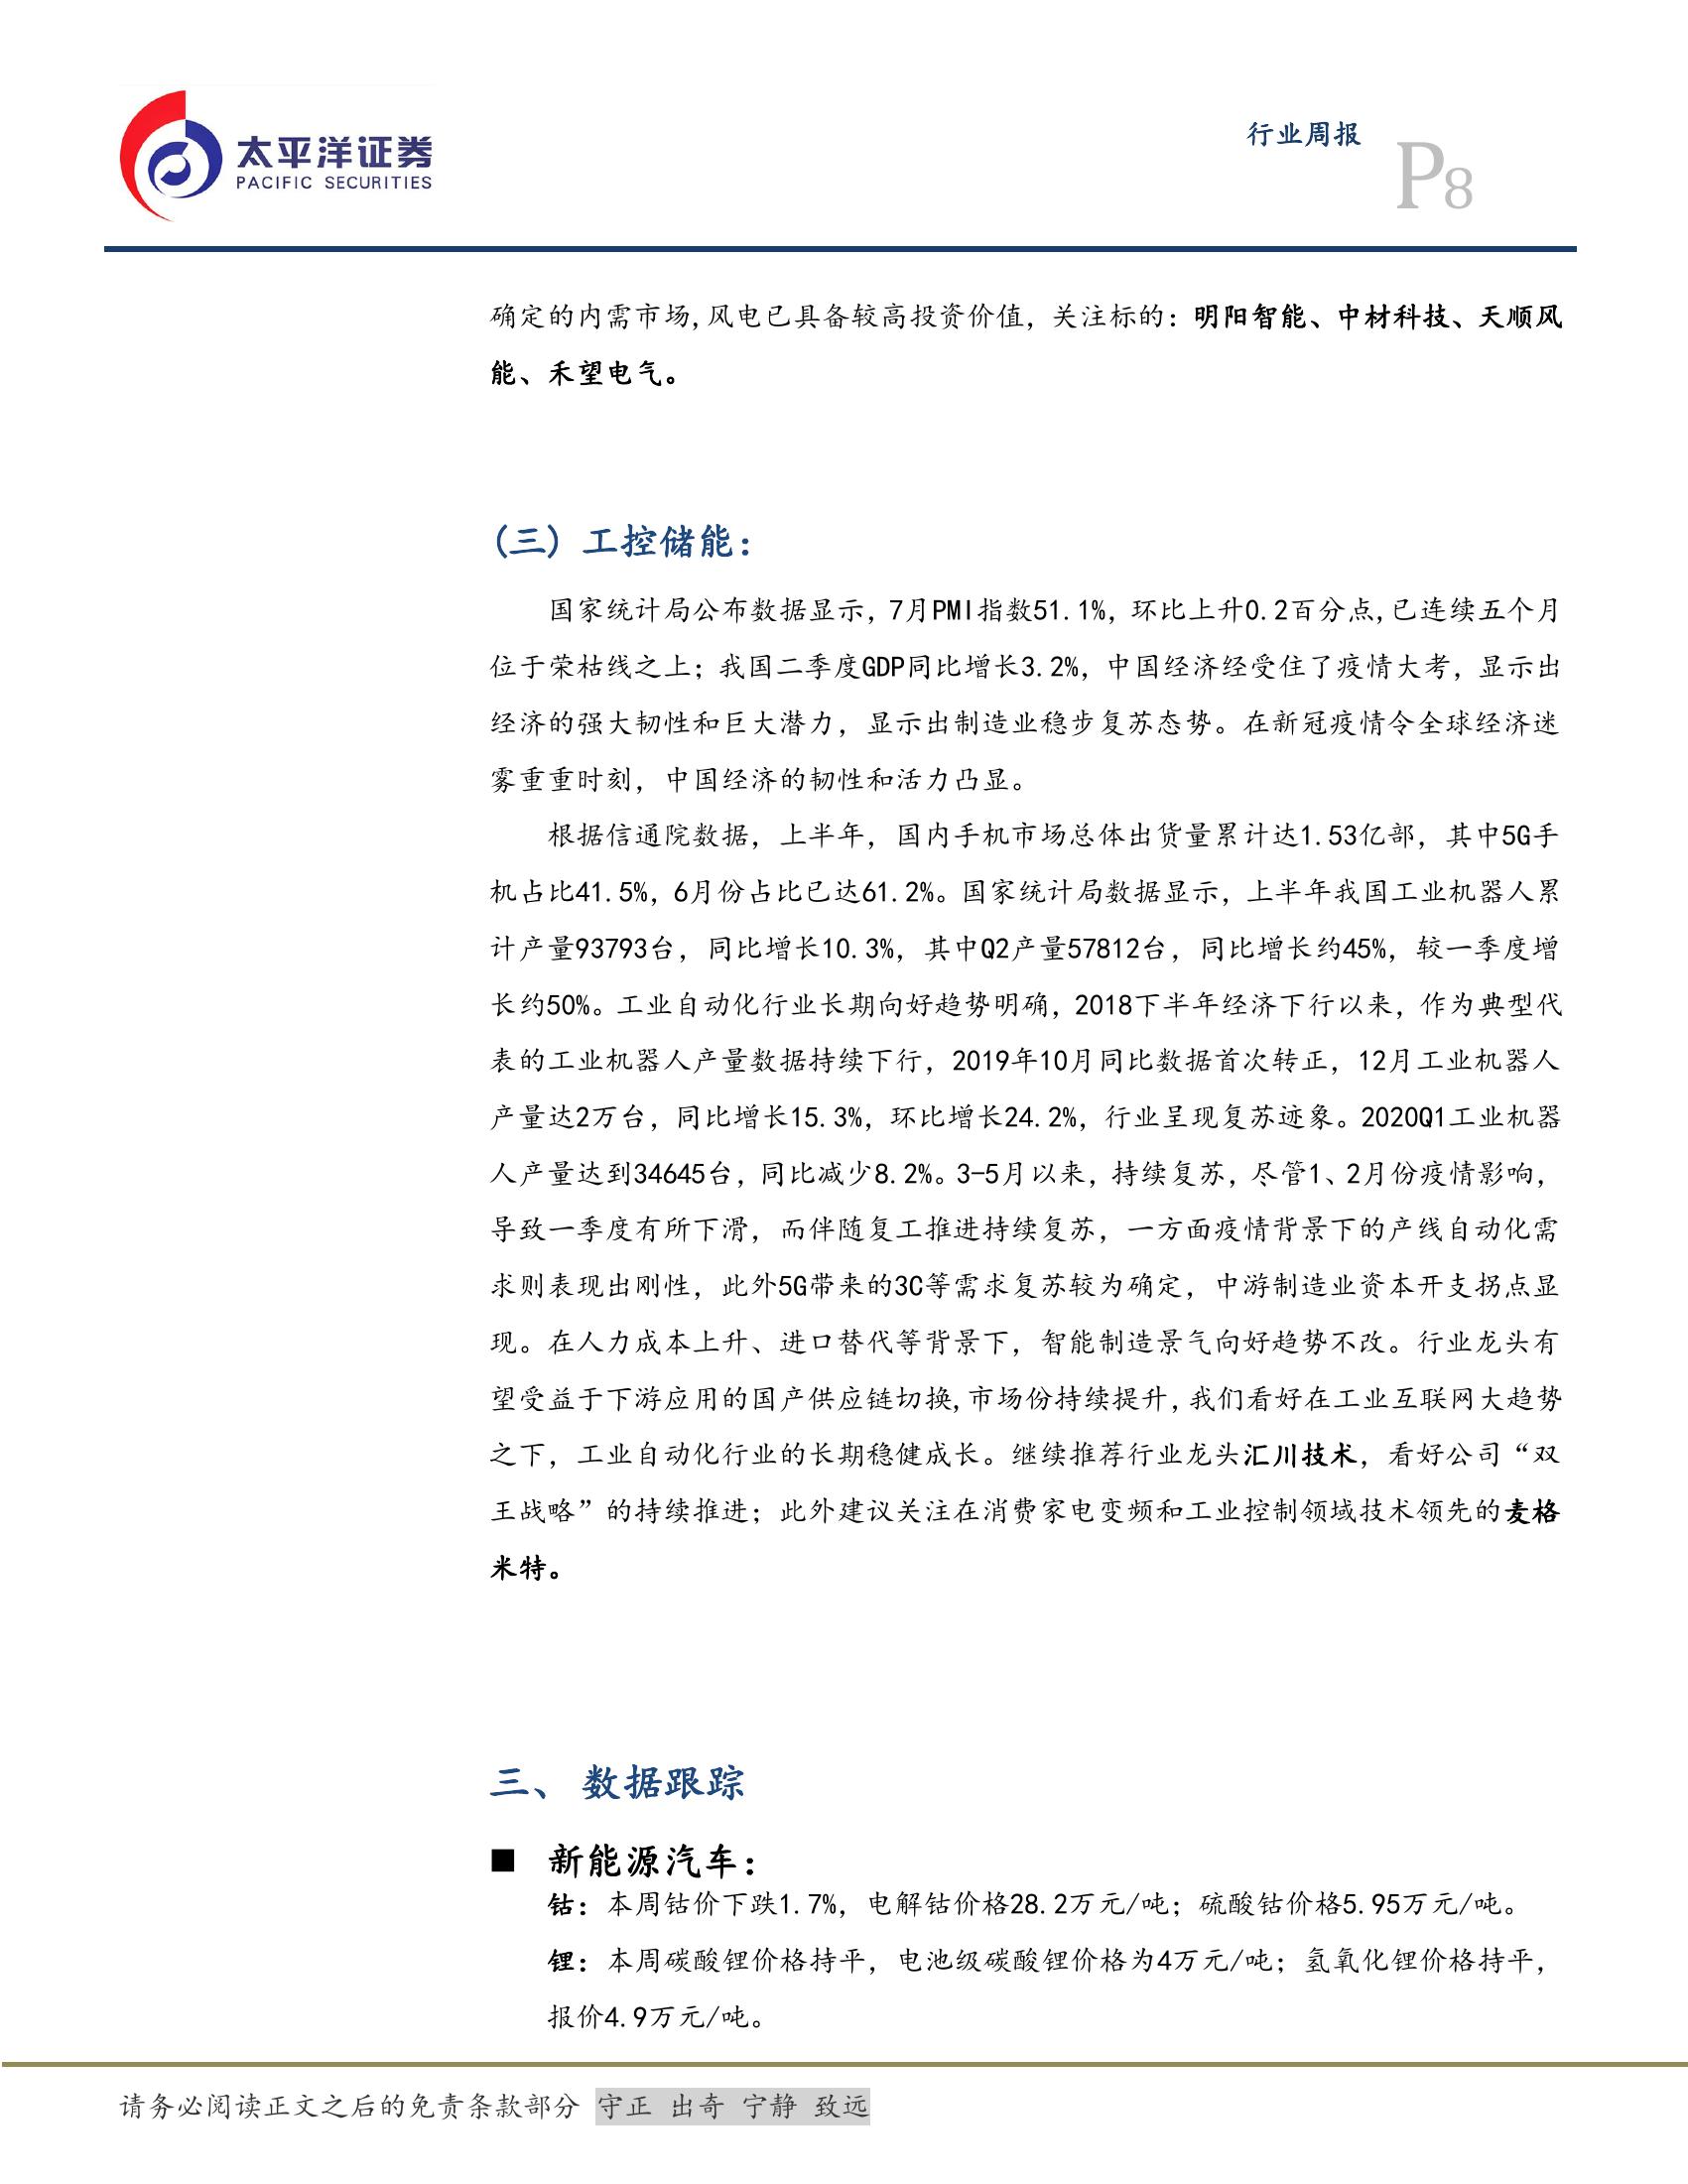 太平洋证券
PACIFIC SECURITIES
行业周报
P8
确定的内需市场,风电已具备较高投资价值，关注标的：明阳智能、中材科技、天顺风
能、禾望电气。
(三) 工控储能：
国家统计局公布数据显示，7月PMI指数51.1%，环比上升0.2百分点,已连续五个月
位于荣枯线之上；我国二季度GDP同比增长3.2%，中国经济经受住了疫情大考，显示出
经济的强大韧性和巨大潜力，显示出制造业稳步复苏态势。在新冠疫情令全球经济迷
雾重重时刻，中国经济的韧性和活力凸显。
根据信通院数据，上半年，国内手机市场总体出货量累计达1.53亿部，其中5G手
机占比41.5%，6月份占比已达61.2%。国家统计局数据显示，上半年我国工业机器人累
计产量93793台，同比增长10.3%，其中Q2产量57812台，同比增长约45%，较一季度增
长约50%。工业自动化行业长期向好趋势明确，2018下半年经济下行以来，作为典型代
表的工业机器人产量数据持续下行，2019年10月同比数据首次转正，12月工业机器人
产量达2万台，同比增长15.3%，环比增长24.2%，行业呈现复苏迹象。2020Q1工业机器
人产量达到34645台，同比减少8.2%。3-5月以来，持续复苏，尽管1、2月份疫情影响，
导致一季度有所下滑，而伴随复工推进持续复苏，一方面疫情背景下的产线自动化需
求则表现出刚性，此外5G带来的3C等需求复苏较为确定，中游制造业资本开支拐点显
现。在人力成本上升、进口替代等背景下，智能制造景气向好趋势不改。行业龙头有
望受益于下游应用的国产供应链切换,市场份持续提升,我们看好在工业互联网大趋势
之下，工业自动化行业的长期稳健成长。继续推荐行业龙头汇川技术，看好公司“双
王战略”的持续推进；此外建议关注在消费家电变频和工业控制领域技术领先的麦格
米特。
三、 数据跟踪
■ 新能源汽车：
钴：本周钴价下跌1.7%，电解钴价格28.2万元/吨；硫酸钴价格5.95万元/吨。
锂：本周碳酸锂价格持平，电池级碳酸锂价格为4万元/吨；氢氧化锂价格持平，
报价4.9万元/吨。
请务必阅读正文之后的免责条款部分 守正 出奇 宁静 致远